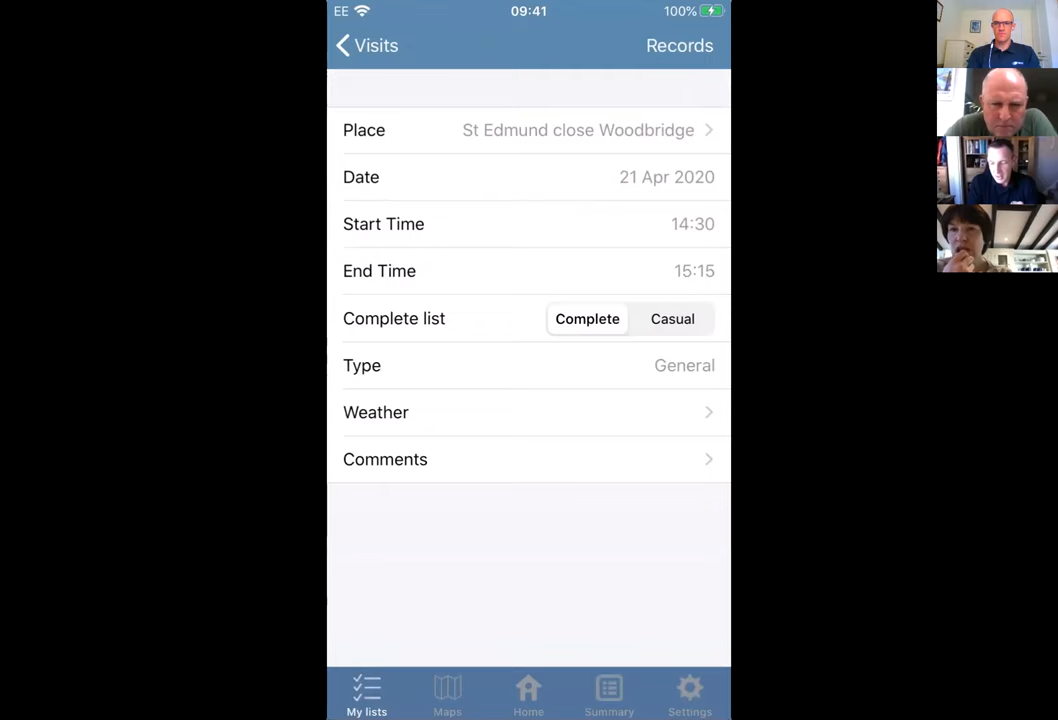 EE 09:41 100%
Visits Records
Place St Edmund close Woodbridge
Date 21 Apr 2020
Start Time 14:30
End Time 15:15
Complete list Complete Casual
Type General
Weather
Comments
My lists Maps Home Summary Settings